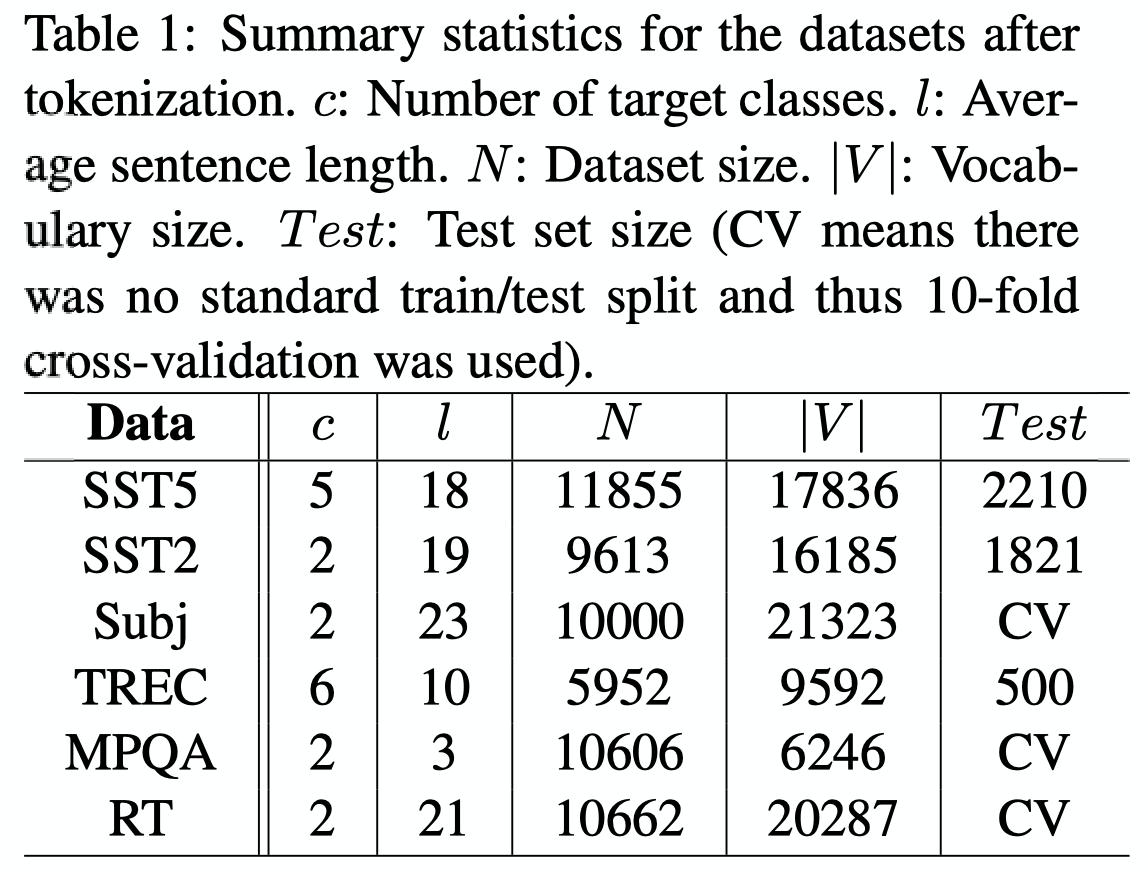 Table 1: Summary statistics for the datasets after
tokenization. c: Number of target classes. l: Aver-
age sentence length. N: Dataset size. |V|: Vocab-
ulary size. Test: Test set size (CV means there
was no standard train/test split and thus 10-fold
cross-validation was used).
Data c l N |V| Test
SST5 5 18 11855 17836 2210
SST2 2 19 9613 16185 1821
Subj 2 23 10000 21323 CV
TREC 6 10 5952 9592 500
MPQA 2 3 10606 6246 CV
RT 2 21 10662 20287 CV